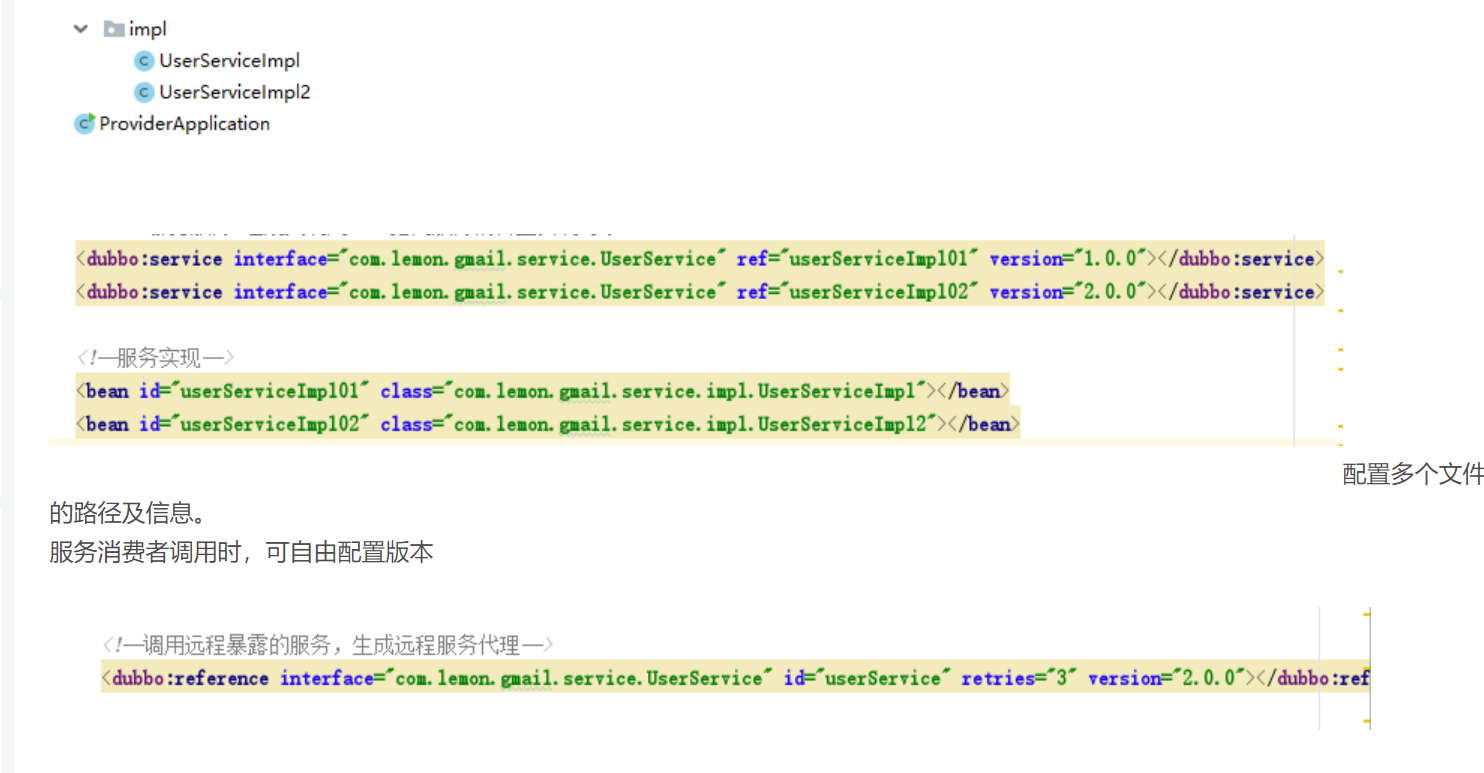 impl
UserServiceImpl
UserServiceImpl2
ProviderApplication
<dubbo:service interface="com.lemon.gmail.service.UserService" ref="userServiceImpl01" version="1.0.0"></dubbo:service>
<dubbo:service interface="com.lemon.gmail.service.UserService" ref="userServiceImpl02" version="2.0.0"></dubbo:service>
<!—服务实现—>
<bean id="userServiceImpl01" class="com.lemon.gmail.service.impl.UserServiceImpl"></bean>
<bean id="userServiceImpl02" class="com.lemon.gmail.service.impl.UserServiceImpl2"></bean>
配置多个文件
的路径及信息。
服务消费者调用时，可自由配置版本
<!—调用远程暴露的服务，生成远程服务代理—>
<dubbo:reference interface="com.lemon.gmail.service.UserService" id="userService" retries="3" version="2.0.0"></dubbo:ref